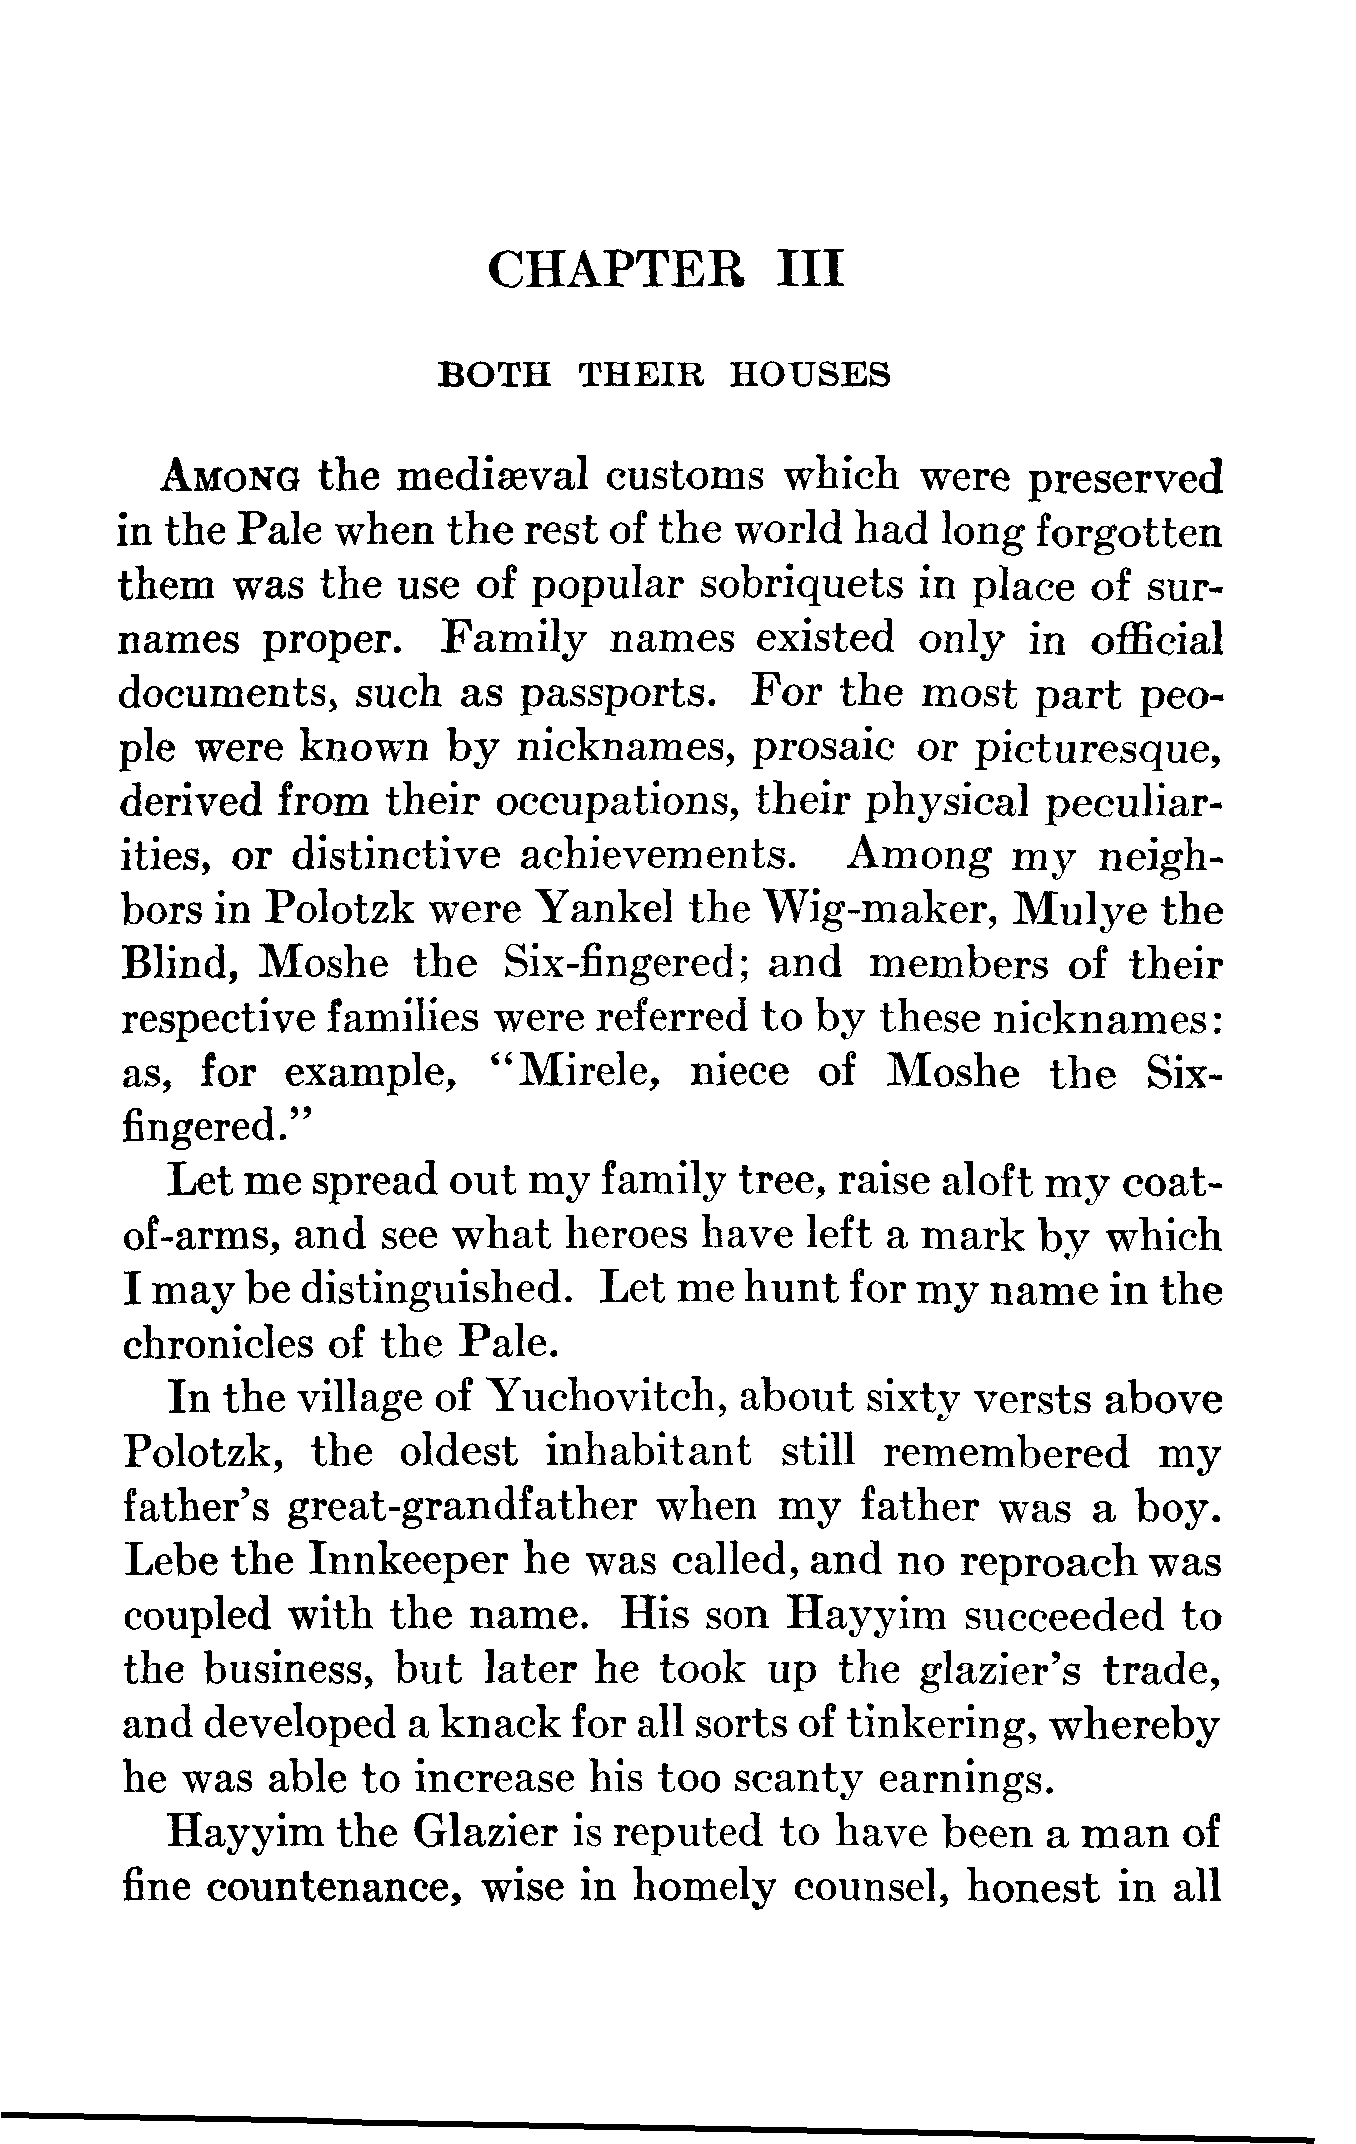 CHAPTER III
BOTH THEIR HOUSES
AMONG the mediæval customs which were preserved
in the Pale when the rest of the world had long forgotten
them was the use of popular sobriquets in place of sur-
names proper. Family names existed only in official
documents, such as passports. For the most part peo-
ple were known by nicknames, prosaic or picturesque,
derived from their occupations, their physical peculiar-
ities, or distinctive achievements. Among my neigh-
bors in Polotzk were Yankel the Wig-maker, Mulye the
Blind, Moshe the Six-fingered; and members of their
respective families were referred to by these nicknames:
as, for example, “Mirele, niece of Moshe the Six-
fingered.”
Let me spread out my family tree, raise aloft my coat-
of-arms, and see what heroes have left a mark by which
I may be distinguished. Let me hunt for my name in the
chronicles of the Pale.
In the village of Yuchovitch, about sixty versts above
Polotzk, the oldest inhabitant still remembered my
father’s great-grandfather when my father was a boy.
Lebe the Innkeeper he was called, and no reproach was
coupled with the name. His son Hayyim succeeded to
the business, but later he took up the glazier’s trade,
and developed a knack for all sorts of tinkering, whereby
he was able to increase his too scanty earnings.
Hayyim the Glazier is reputed to have been a man of
fine countenance, wise in homely counsel, honest in all